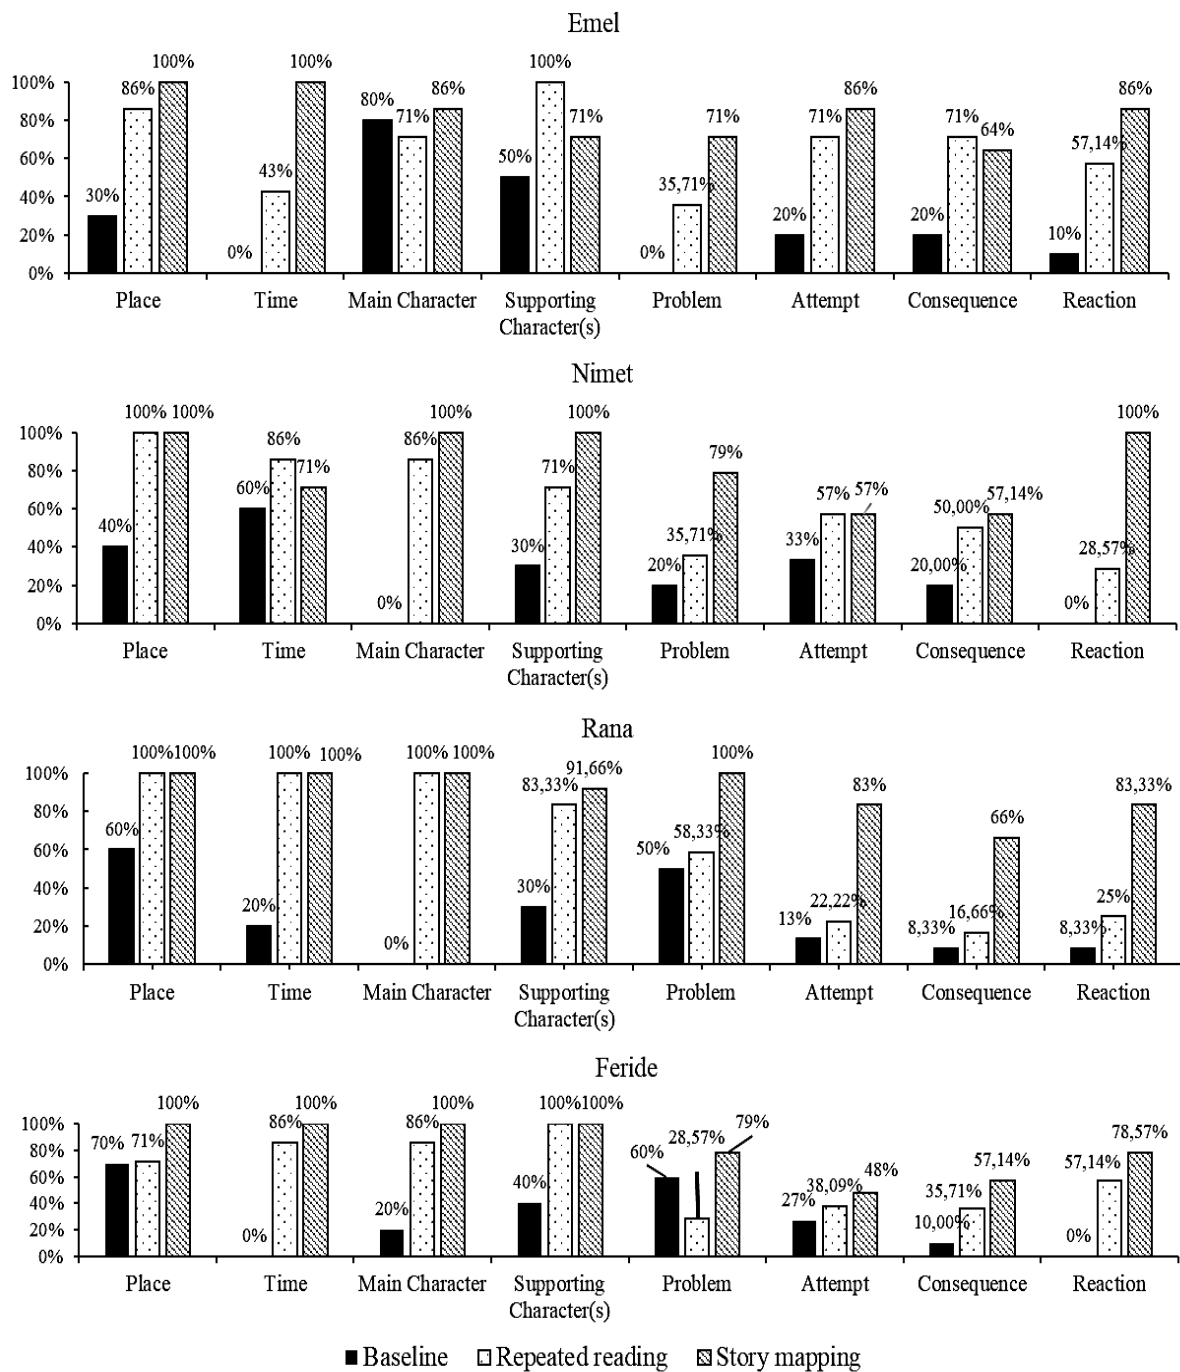 Emel
100% 100% 100%
100% 86% 80% 86% 86% 86%
80% 71% 71% 71% 71% 71% 64%
60% 43% 50% 35,71% 57,14%
40% 30% 20% 20% 10%
20% 0% 0%
0%
Place Time Main Character Supporting Problem Attempt Consequence Reaction
Character(s)
Nimet
100% 100% 100% 100% 100%
100% 86% 86% 79%
80% 60% 71% 71% 57% 57% 50,00% 57,14%
60% 40% 30% 35,71% 33% 28,57%
40% 20% 20,00%
20% 0% 0%
0%
Place Time Main Character Supporting Problem Attempt Consequence Reaction
Character(s)
Rana
100% 100% 100% 100% 100% 100% 91,66% 100%
100% 83,33% 83% 83,33%
80% 60% 58,33% 66%
60% 50%
40% 20% 30% 22,22% 16,66% 25%
20% 0% 13% 8,33% 8,33%
0%
Place Time Main Character Supporting Problem Attempt Consequence Reaction
Character(s)
Feride
100% 100% 100% 100% 100%
100% 86% 86% 28,57% 79% 78,57%
80% 70% 71% 60% 57,14% 57,14%
60% 40% 38,09% 48% 35,71%
40% 20% 27% 10,00%
20% 0% 0%
0%
Place Time Main Character Supporting Problem Attempt Consequence Reaction
Character(s)
Baseline Repeated reading Story mapping